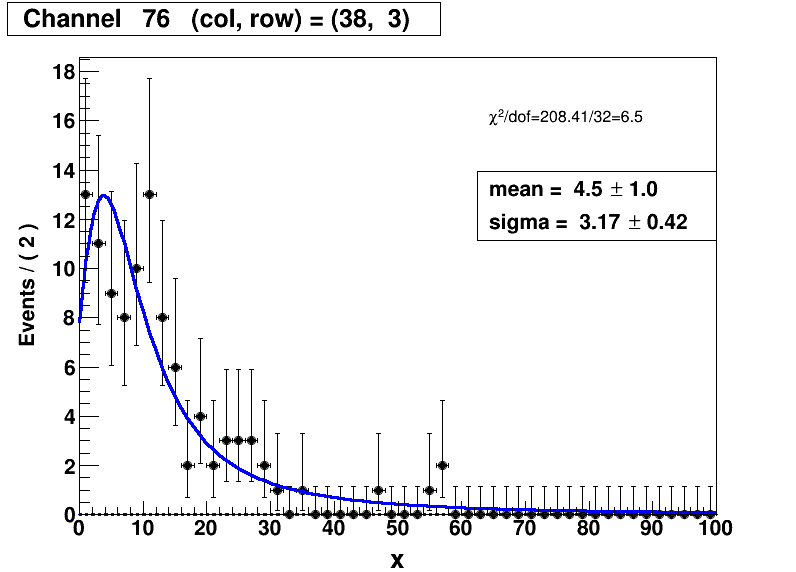 Channel 76 (col, row) = (38, 3)
χ²/dof=208.41/32=6.5
mean = 4.5 ± 1.0
sigma = 3.17 ± 0.42
Events / ( 2 )
18
16
14
12
10
8
6
4
2
0
0 10 20 30 40 50 60 70 80 90 100
x